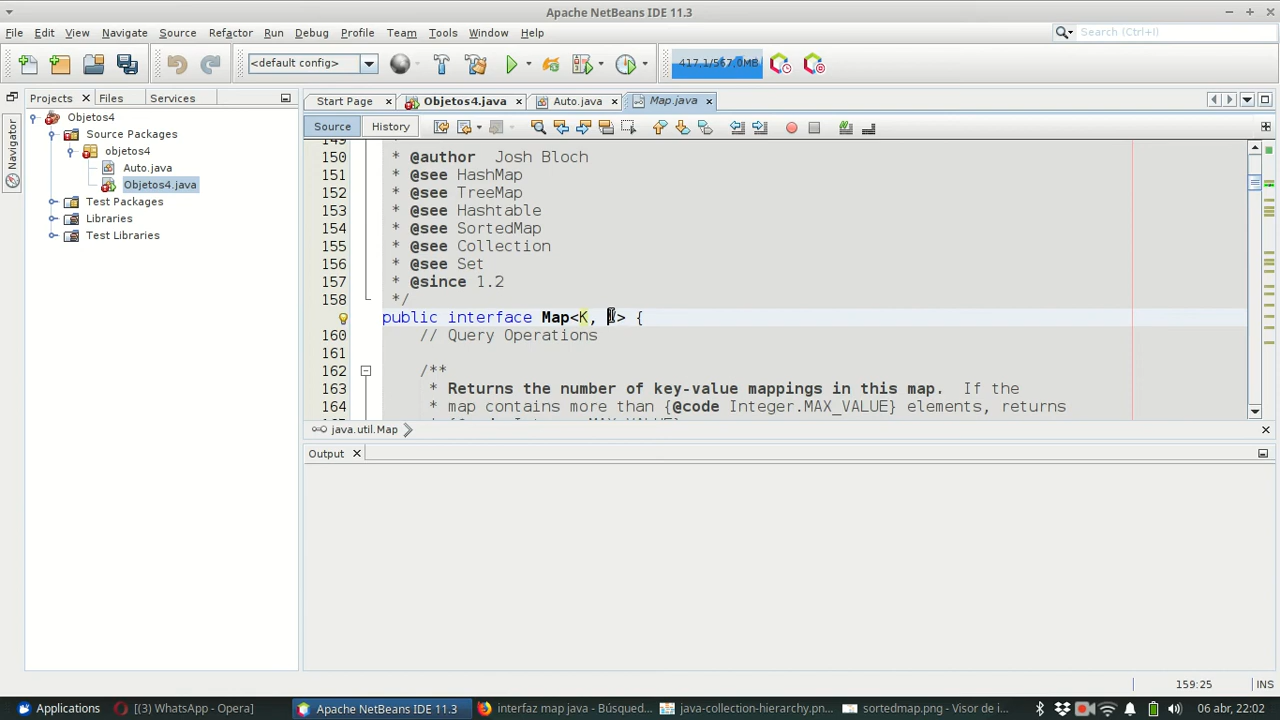 Apache NetBeans IDE 11.3
File Edit View Navigate Source Refactor Run Debug Profile Team Tools Window Help
Search (Ctrl+I)
<default config>
417,1/567,0MB
Projects Files Services
Start Page Objetos4.java Auto.java Map.java
Navigator
Objetos4
Source Packages
objetos4
Auto.java
Objetos4.java
Test Packages
Libraries
Test Libraries
Source History
149
150 * @author Josh Bloch
151 * @see HashMap
152 * @see TreeMap
153 * @see Hashtable
154 * @see SortedMap
155 * @see Collection
156 * @see Set
157 * @since 1.2
158 */
public interface Map<K, > {
160 // Query Operations
161
162 /**
163 * Returns the number of key-value mappings in this map. If the
164 * map contains more than {@code Integer.MAX_VALUE} elements, returns
java.util.Map
Output
159:25
INS
Applications
[(3) WhatsApp - Opera]
Apache NetBeans IDE 11.3
interfaz map.java - Búsqued...
java-collection-hierarchy.pn...
sortedmap.png - Visor de i...
06 abr, 22:02